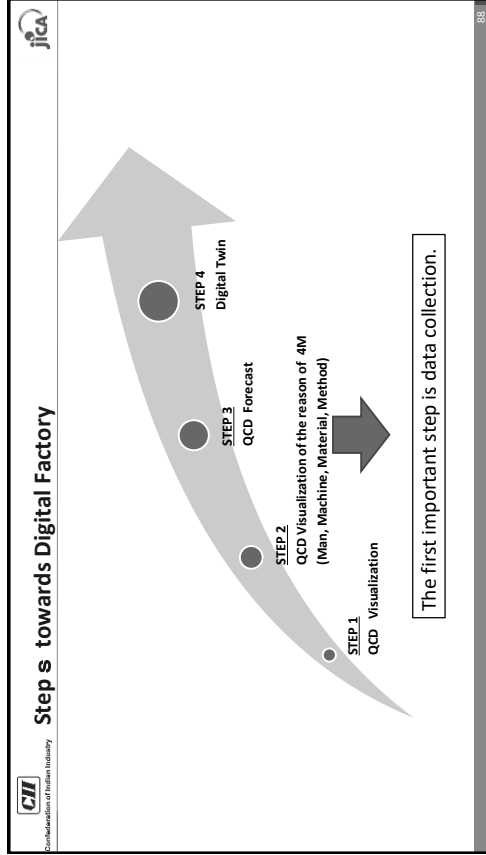 CII
Confederation of Indian Industry
jICA
Step s towards Digital Factory
STEP 1
QCD Visualization
STEP 2
QCD Visualization of the reason of 4M
(Man, Machine, Material, Method)
STEP 3
QCD Forecast
STEP 4
Digital Twin
The first important step is data collection.
88